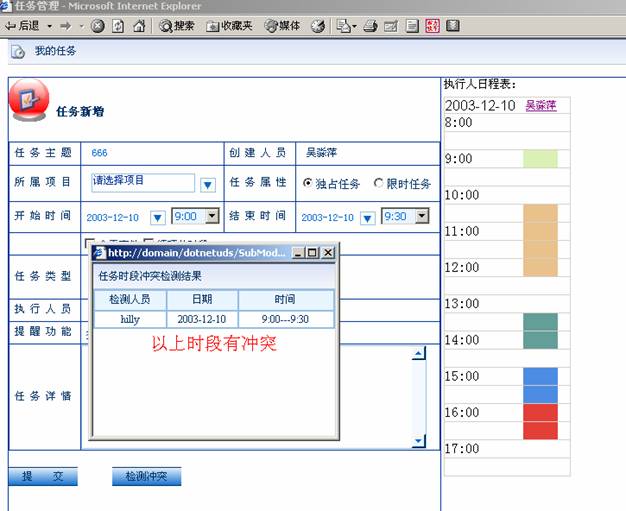 任务管理 - Microsoft Internet Explorer
后退 搜索 收藏夹 媒体
我的任务
任务新增
任务主题 666 创建人员 吴淼萍
所属项目 请选择项目 任务属性 独占任务 限时任务
开始时间 2003-12-10 9:00 结束时间 2003-12-10 9:30
任务类型
执行人员
提醒功能
任务详情
http://domain/dotnetuds/SubMod...
任务时段冲突检测结果
检测人员 日期 时间
hilly 2003-12-10 9:00---9:30
以上时段有冲突
提 交 检测冲突
执行人日程表:
2003-12-10 吴淼萍
8:00
9:00
10:00
11:00
12:00
13:00
14:00
15:00
16:00
17:00